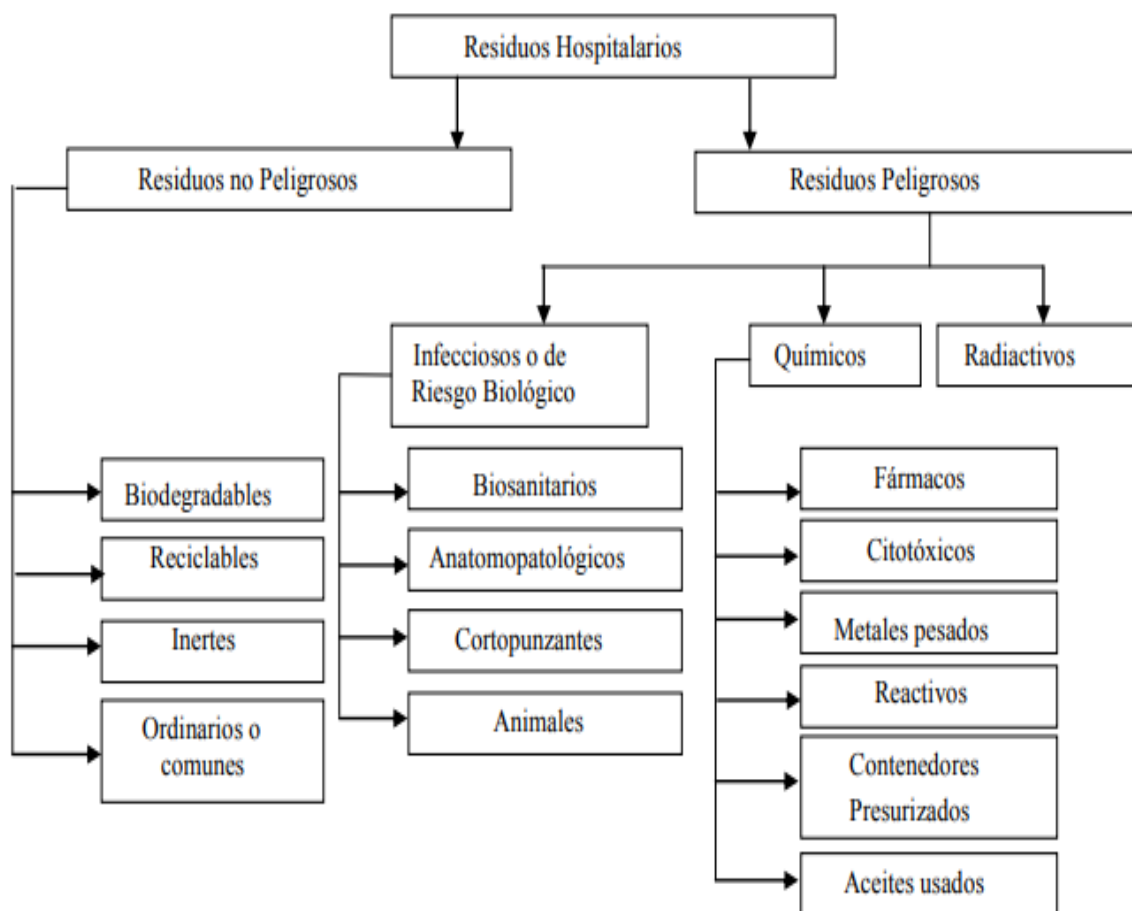 Residuos Hospitalarios
Residuos no Peligrosos
Residuos Peligrosos
Infecciosos o de
Riesgo Biológico
Químicos
Radiactivos
Biodegradables
Reciclables
Inertes
Ordinarios o
comunes
Biosanitarios
Anatomopatológicos
Cortopunzantes
Animales
Fármacos
Citotóxicos
Metales pesados
Reactivos
Contenedores
Presurizados
Aceites usados